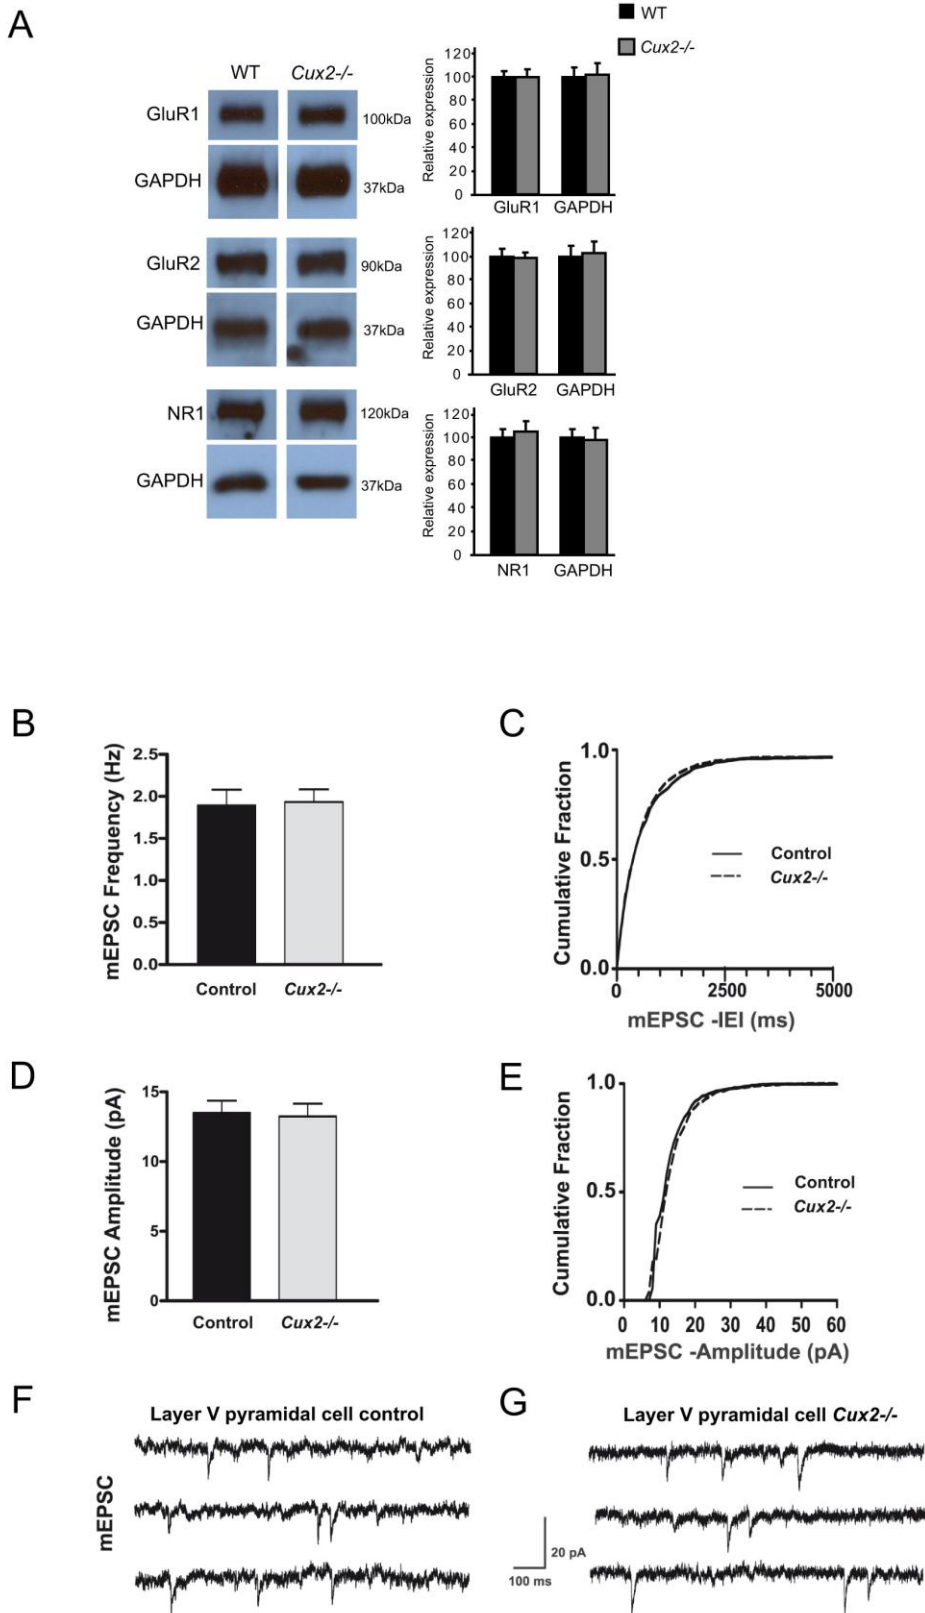 A
WT
Cux2-/-
WT Cux2-/-
GluR1
100kDa
GAPDH
37kDa
GluR2
90kDa
GAPDH
37kDa
NR1
120kDa
GAPDH
37kDa
Relative expression
120
100
80
60
40
20
0
GluR1 GAPDH
Relative expression
120
100
80
60
40
20
0
GluR2 GAPDH
Relative expression
120
100
80
60
40
20
0
NR1 GAPDH
B
mEPSC Frequency (Hz)
2.5
2.0
1.5
1.0
0.5
0.0
Control Cux2-/-
C
Cumulative Fraction
1.0
0.5
0.0
0 2500 5000
mEPSC -IEI (ms)
Control
Cux2-/-
D
mEPSC Amplitude (pA)
15
10
5
0
Control Cux2-/-
E
Cumulative Fraction
1.0
0.5
0.0
0 10 20 30 40 50 60
mEPSC -Amplitude (pA)
Control
Cux2-/-
F
Layer V pyramidal cell control
mEPSC
G
Layer V pyramidal cell Cux2-/-
20 pA
100 ms